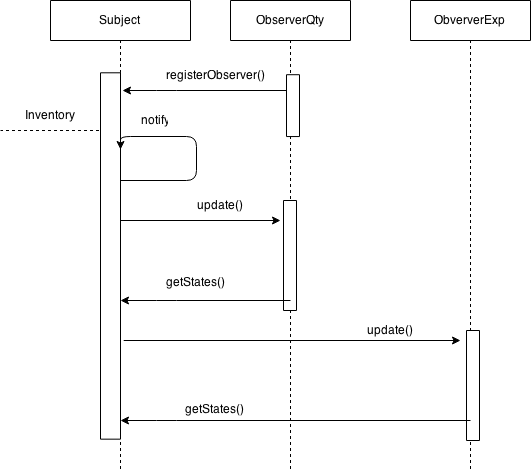 Subject
ObserverQty
ObververExp
registerObserver()
Inventory
notify
update()
getStates()
update()
getStates()